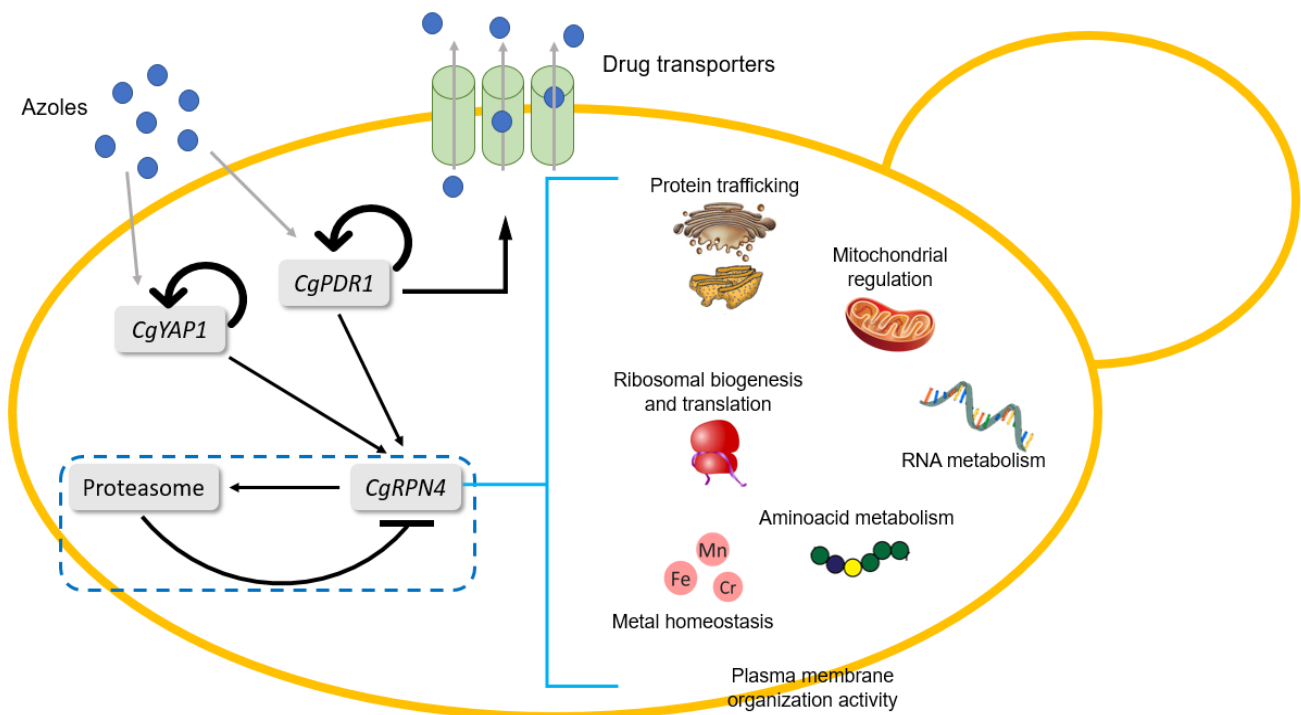 Azoles
Drug transporters
Protein trafficking
Mitochondrial
regulation
CgPDR1
CgYAP1
Ribosomal biogenesis
and translation
RNA metabolism
Proteasome
CgRPN4
Aminoacid metabolism
Mn
Fe
Cr
Metal homeostasis
Plasma membrane
organization activity